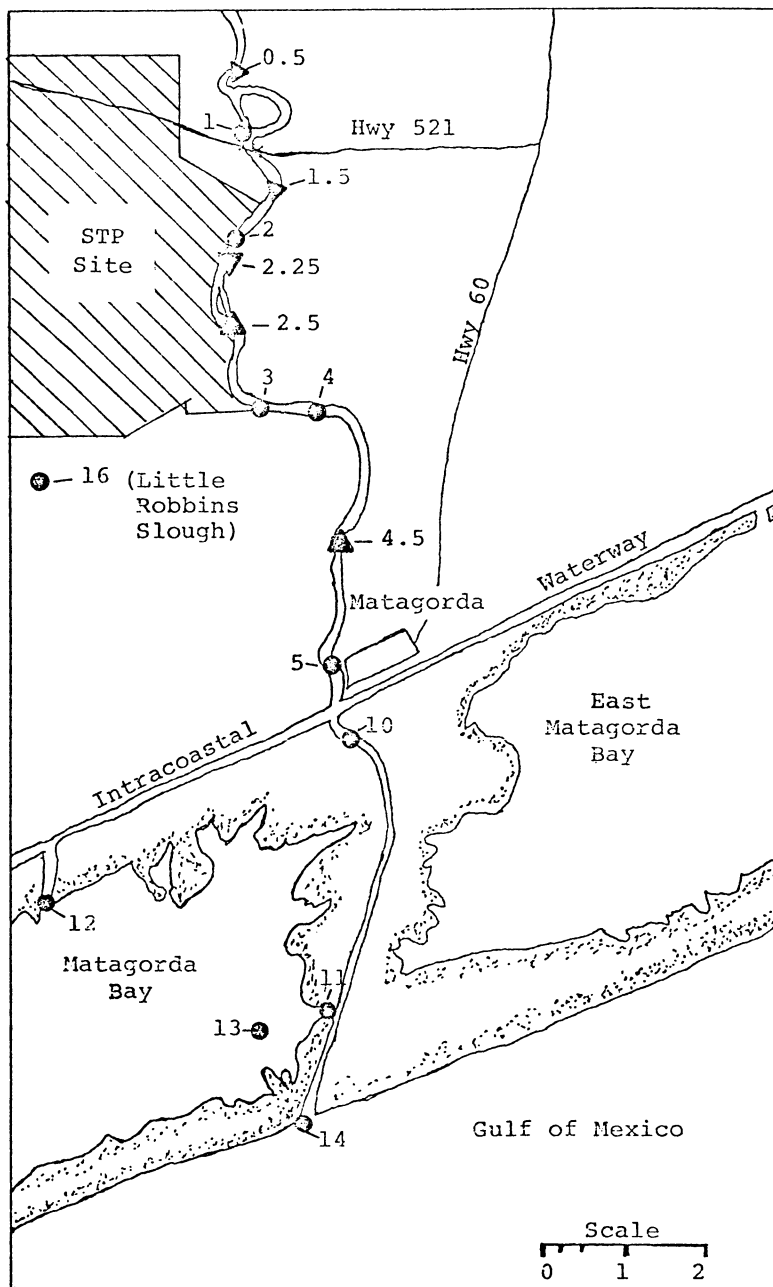 0.5
1
Hwy 521
1.5
2
STP
Site
2.25
Hwy 60
2.5
3
4
16 (Little
Robbins
Slough)
4.5
Waterway
Matagorda
5
East
Matagorda
Bay
10
Intracoastal
12
Matagorda
Bay
11
13
14
Gulf of Mexico
Scale
0 1 2